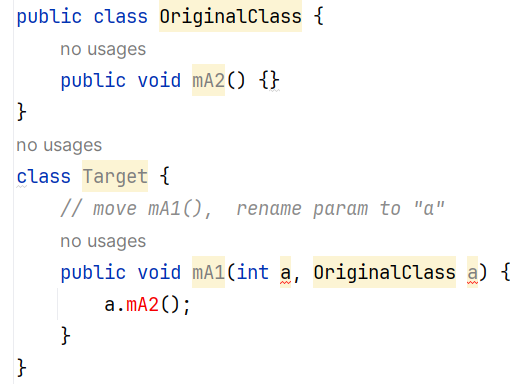 public class OriginalClass {
no usages
public void mA2() {}
}
no usages
class Target {
// move mA1(),  rename param to "a"
no usages
public void mA1(int a, OriginalClass a) {
a.mA2();
}
}